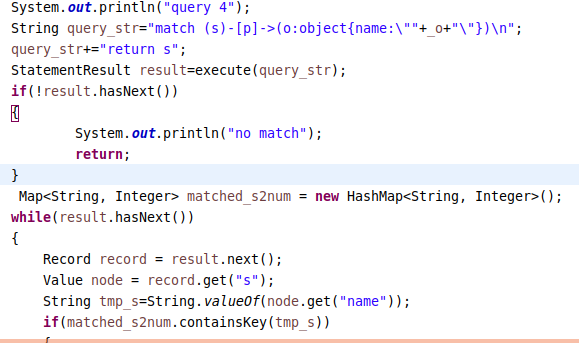 System.out.println("query 4");
String query_str="match (s)-[p]->(o:object{name:\""+_o+"\"})\n";
query_str+="return s";
StatementResult result=execute(query_str);
if(!result.hasNext())
{
System.out.println("no match");
return;
}
Map<String, Integer> matched_s2num = new HashMap<String, Integer>();
while(result.hasNext())
{
Record record = result.next();
Value node = record.get("s");
String tmp_s=String.valueOf(node.get("name"));
if(matched_s2num.containsKey(tmp_s))
{